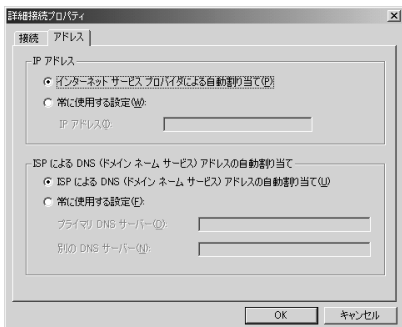 詳細接続プロパティ
接続 アドレス
IP アドレス
インターネット サービス プロバイダによる自動割り当て(P)
常に使用する設定(W):
IP アドレス(I):
ISP による DNS (ドメイン ネーム サービス) アドレスの自動割り当て
ISP による DNS (ドメイン ネーム サービス) アドレスの自動割り当て(U)
常に使用する設定(F):
プライマリ DNS サーバー(D):
別の DNS サーバー(N):
OK キャンセル